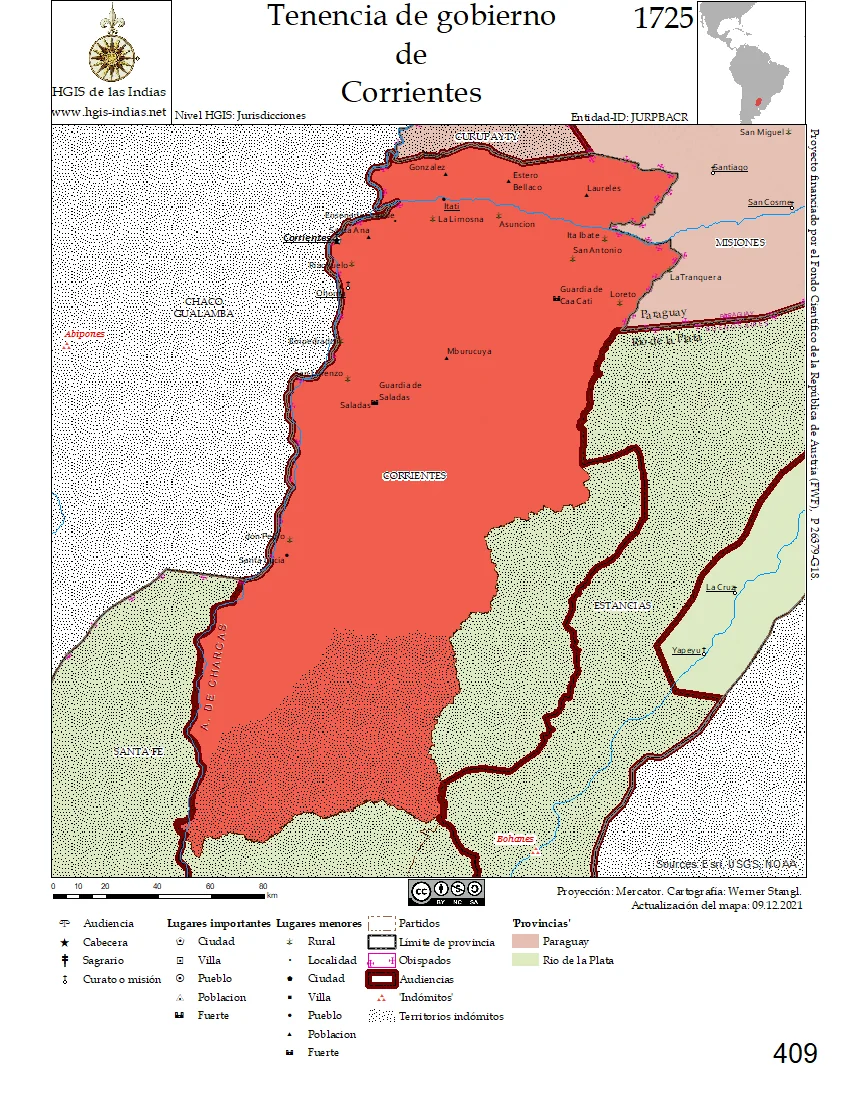 Tenencia de gobierno
de
Corrientes
1725
HGIS de las Indias
www.hgis-indias.net
Nivel HGIS: Jurisdicciones
Entidad-ID: JURPBACR
CURUPAYTY
San Miguel
Gonzalez
Santiago
Estero
Bellaco
Laureles
Itati
San Cosme
La Limosna
Asuncion
Corrientes
Ita Ibate
MISIONES
San Antonio
La Tranquera
Guardia de
Caa Cati
Loreto
CHACO
GUALAMBA
Paraguay
PARAGUAY
Rio de la Plata
Abipones
Mburucuya
Guardia de
Saladas
Saladas
CORRIENTES
La Cruz
ESTANCIAS
Yapeyu
A. DE CHARCAS
SANTA FE
Bohanes
Sources: Esri, USGS, NOAA
Proyecto financiado por el Fondo Científico de la República de Austria (FWF), P 26379-G18
0 10 20 40 60 80
km
CC BY NC SA
Proyección: Mercator. Cartografía: Werner Stangl.
Actualización del mapa: 09.12.2021
Audiencia
Cabecera
Sagrario
Curato o misión
Lugares importantes
Ciudad
Villa
Pueblo
Poblacion
Fuerte
Lugares menores
Rural
Localidad
Ciudad
Villa
Pueblo
Poblacion
Fuerte
Partidos
Límite de provincia
Obispados
Audiencias
'Indómitos'
Territorios indómitos
'Provincias'
Paraguay
Rio de la Plata
409